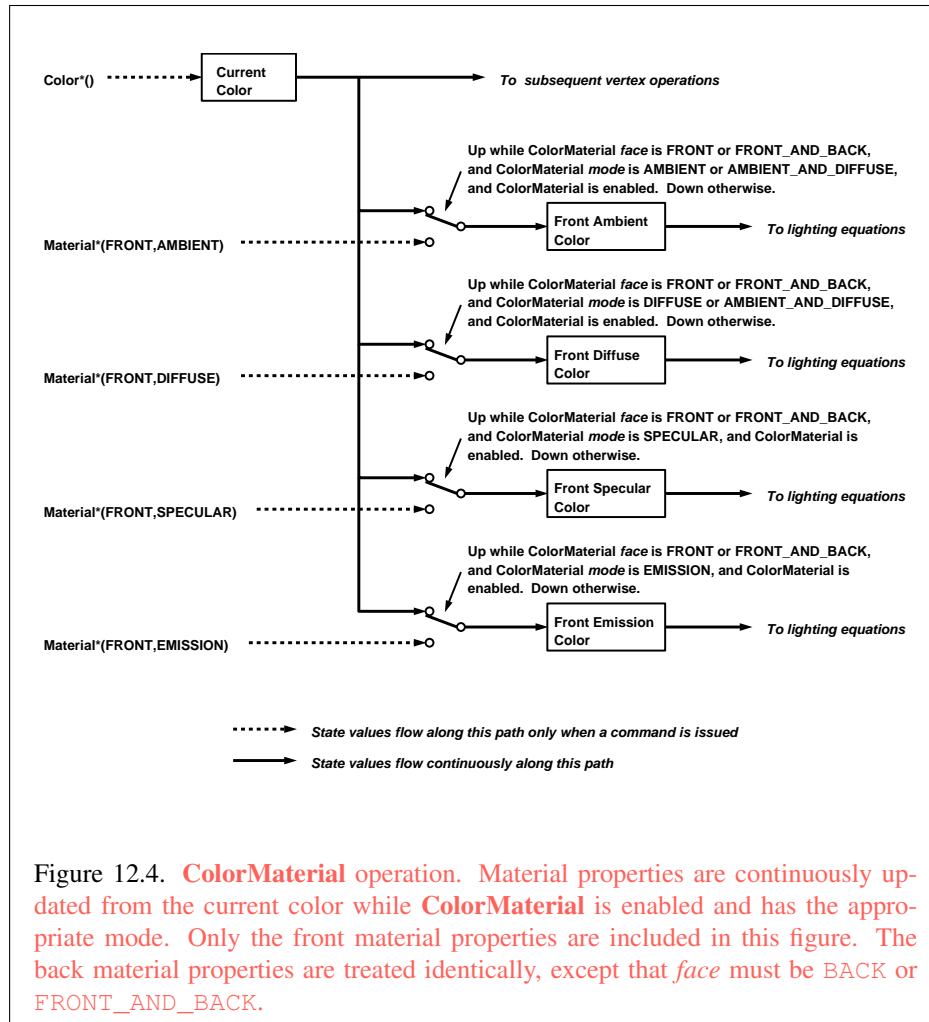 Color*()
Current
Color
To subsequent vertex operations
Up while ColorMaterial face is FRONT or FRONT_AND_BACK,
and ColorMaterial mode is AMBIENT or AMBIENT_AND_DIFFUSE,
and ColorMaterial is enabled. Down otherwise.
Material*(FRONT,AMBIENT)
Front Ambient
Color
To lighting equations
Up while ColorMaterial face is FRONT or FRONT_AND_BACK,
and ColorMaterial mode is DIFFUSE or AMBIENT_AND_DIFFUSE,
and ColorMaterial is enabled. Down otherwise.
Material*(FRONT,DIFFUSE)
Front Diffuse
Color
To lighting equations
Up while ColorMaterial face is FRONT or FRONT_AND_BACK,
and ColorMaterial mode is SPECULAR, and ColorMaterial is
enabled. Down otherwise.
Material*(FRONT,SPECULAR)
Front Specular
Color
To lighting equations
Up while ColorMaterial face is FRONT or FRONT_AND_BACK,
and ColorMaterial mode is EMISSION, and ColorMaterial is
enabled. Down otherwise.
Material*(FRONT,EMISSION)
Front Emission
Color
To lighting equations
State values flow along this path only when a command is issued
State values flow continuously along this path
Figure 12.4. ColorMaterial operation. Material properties are continuously up-
dated from the current color while ColorMaterial is enabled and has the appro-
priate mode. Only the front material properties are included in this figure. The
back material properties are treated identically, except that face must be BACK or
FRONT_AND_BACK.